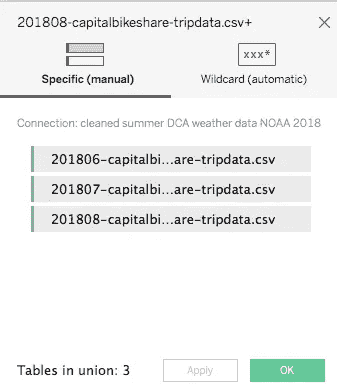 201808-capitalbikeshare-tripdata.csv+
xxx*
Specific (manual) Wildcard (automatic)
Connection: cleaned summer DCA weather data NOAA 2018
201806-capitalbi...are-tripdata.csv
201807-capitalbi...are-tripdata.csv
201808-capitalbi...are-tripdata.csv
Tables in union: 3 Apply OK